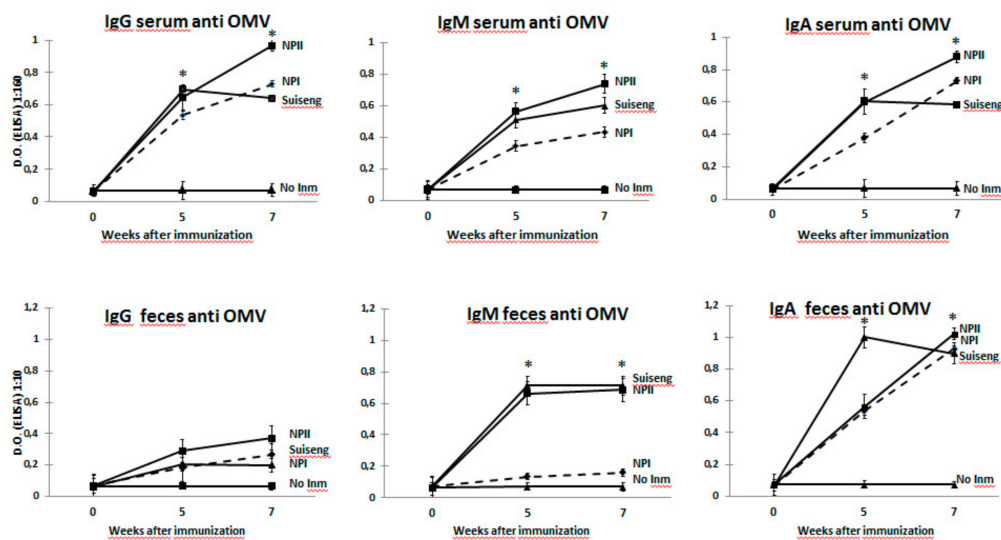 IgG serum anti OMV
D.O. (ELISA) 1:160
1
0,8
0,6
0,4
0,2
0
0 5 7
Weeks after immunization
*
*
NPII
NPI
Suiseng
No Inm
IgM serum anti OMV
1
0,8
0,6
0,4
0,2
0
0 5 7
Weeks after immunization
*
*
NPII
Suiseng
NPI
No Inm
IgA serum anti OMV
1
0,8
0,6
0,4
0,2
0
0 5 7
Weeks after immunization
*
*
NPII
NPI
Suiseng
No Inm
IgG feces anti OMV
D.O. (ELISA) 1:10
1,2
1
0,8
0,6
0,4
0,2
0
0 5 7
Weeks after immunization
NPII
Suiseng
NPI
No Inm
IgM feces anti OMV
1,2
1
0,8
0,6
0,4
0,2
0
0 5 7
Weeks after immunization
*
*
Suiseng
NPII
NPI
No Inm
IgA feces anti OMV
1,2
1
0,8
0,6
0,4
0,2
0
0 5 7
Weeks after immunization
*
*
NPII
NPI
Suiseng
No Inm